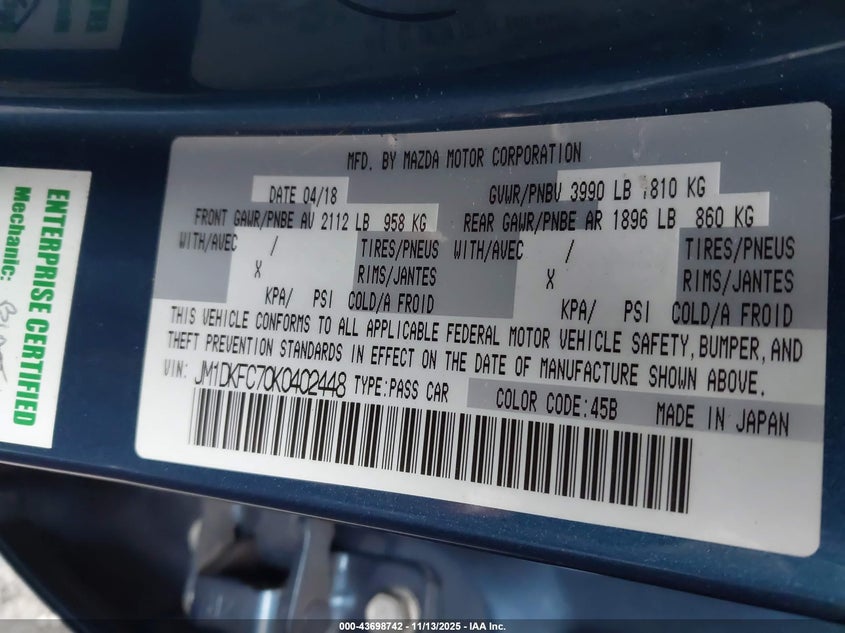 MFD. BY MAZDA MOTOR CORPORATION
DATE 04/18 GVWR/PNBV 3990 LB 1810 KG
FRONT GAWR/PNBE AV 2112 LB 958 KG REAR GAWR/PNBE AR 1896 LB 860 KG
WITH/AVEC / TIRES/PNEUS WITH/AVEC / TIRES/PNEUS
X RIMS/JANTES X RIMS/JANTES
KPA/ PSI COLD/A FROID KPA/ PSI COLD/A FROID
THIS VEHICLE CONFORMS TO ALL APPLICABLE FEDERAL MOTOR VEHICLE SAFETY, BUMPER, AND
THEFT PREVENTION STANDARDS IN EFFECT ON THE DATE OF MANUFACTURE SHOWN ABOVE.
VIN: JM1DKFC70K0402448 TYPE:PASS CAR COLOR CODE:45B MADE IN JAPAN
ENTERPRISE CERTIFIED
Mechanic:
000-43698742 - 11/13/2025 - IAA Inc.